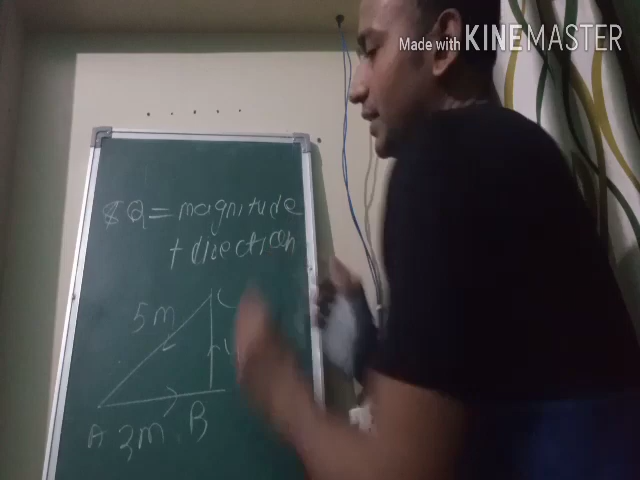 Made with KINEMASTER
Q = magnitude
+ direction
5m
C
A 3m B